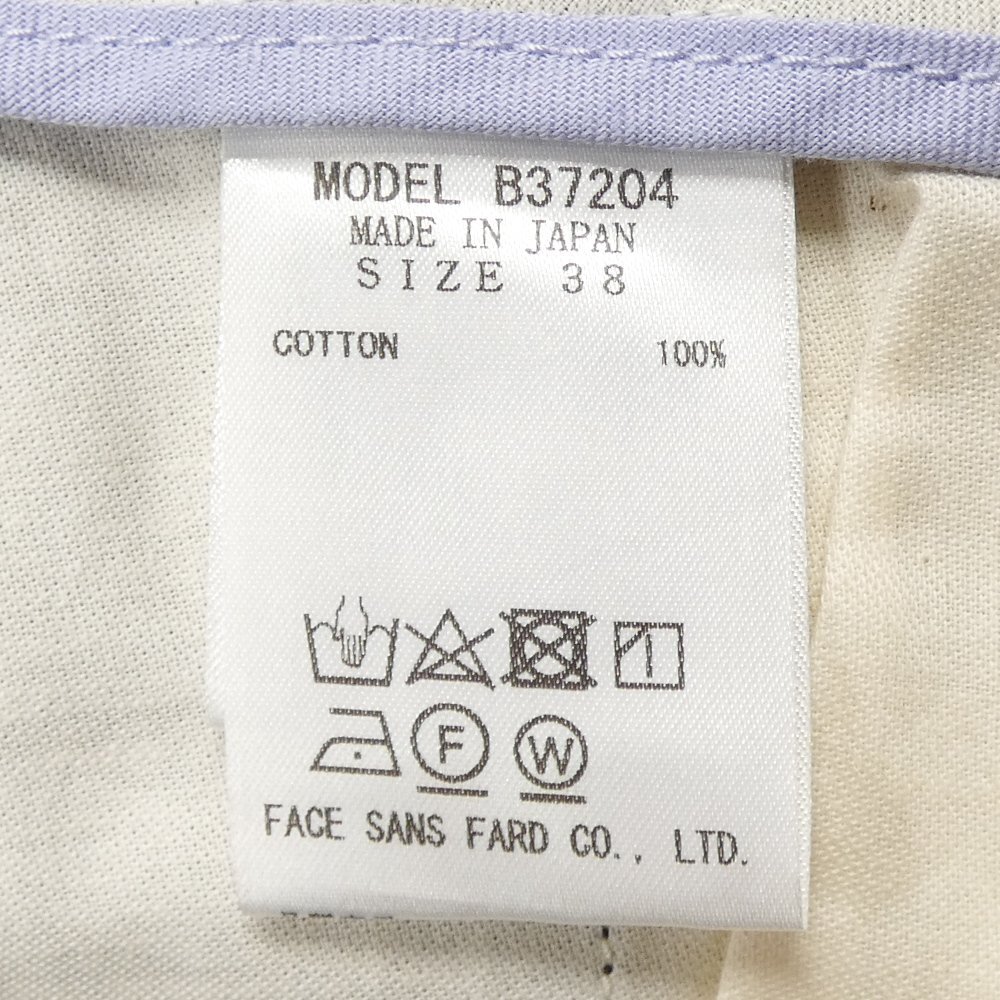 MODEL B37204
MADE IN JAPAN
SIZE 38
COTTON 100%
F W
FACE SANS FARD CO., LTD.